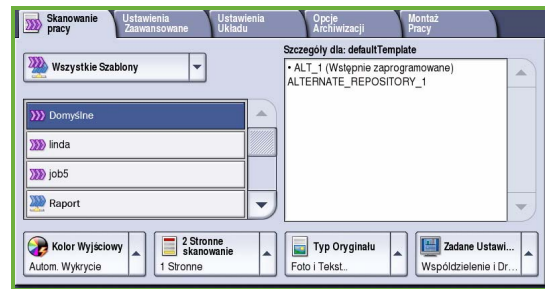 Skanowanie pracy
Ustawienia Zaawansowane
Ustawienia Układu
Opcje Archiwizacji
Montaż Pracy
Wszystkie Szablony
Szczegóły dla: defaultTemplate
• ALT_1 (Wstępnie zaprogramowane)
ALTERNATE_REPOSITORY_1
Domyślne
linda
job5
Raport
Kolor Wyjściowy
Autom. Wykrycie
2 Stronne skanowanie
1 Stronne
Typ Oryginału
Foto i Tekst..
Zadane Ustawi...
Współdzielenie i Dr...